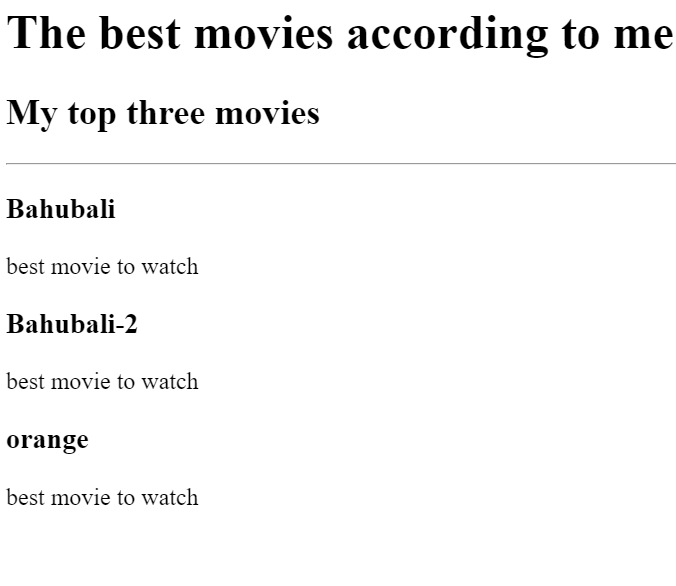 The best movies according to me
My top three movies
Bahubali
best movie to watch
Bahubali-2
best movie to watch
orange
best movie to watch